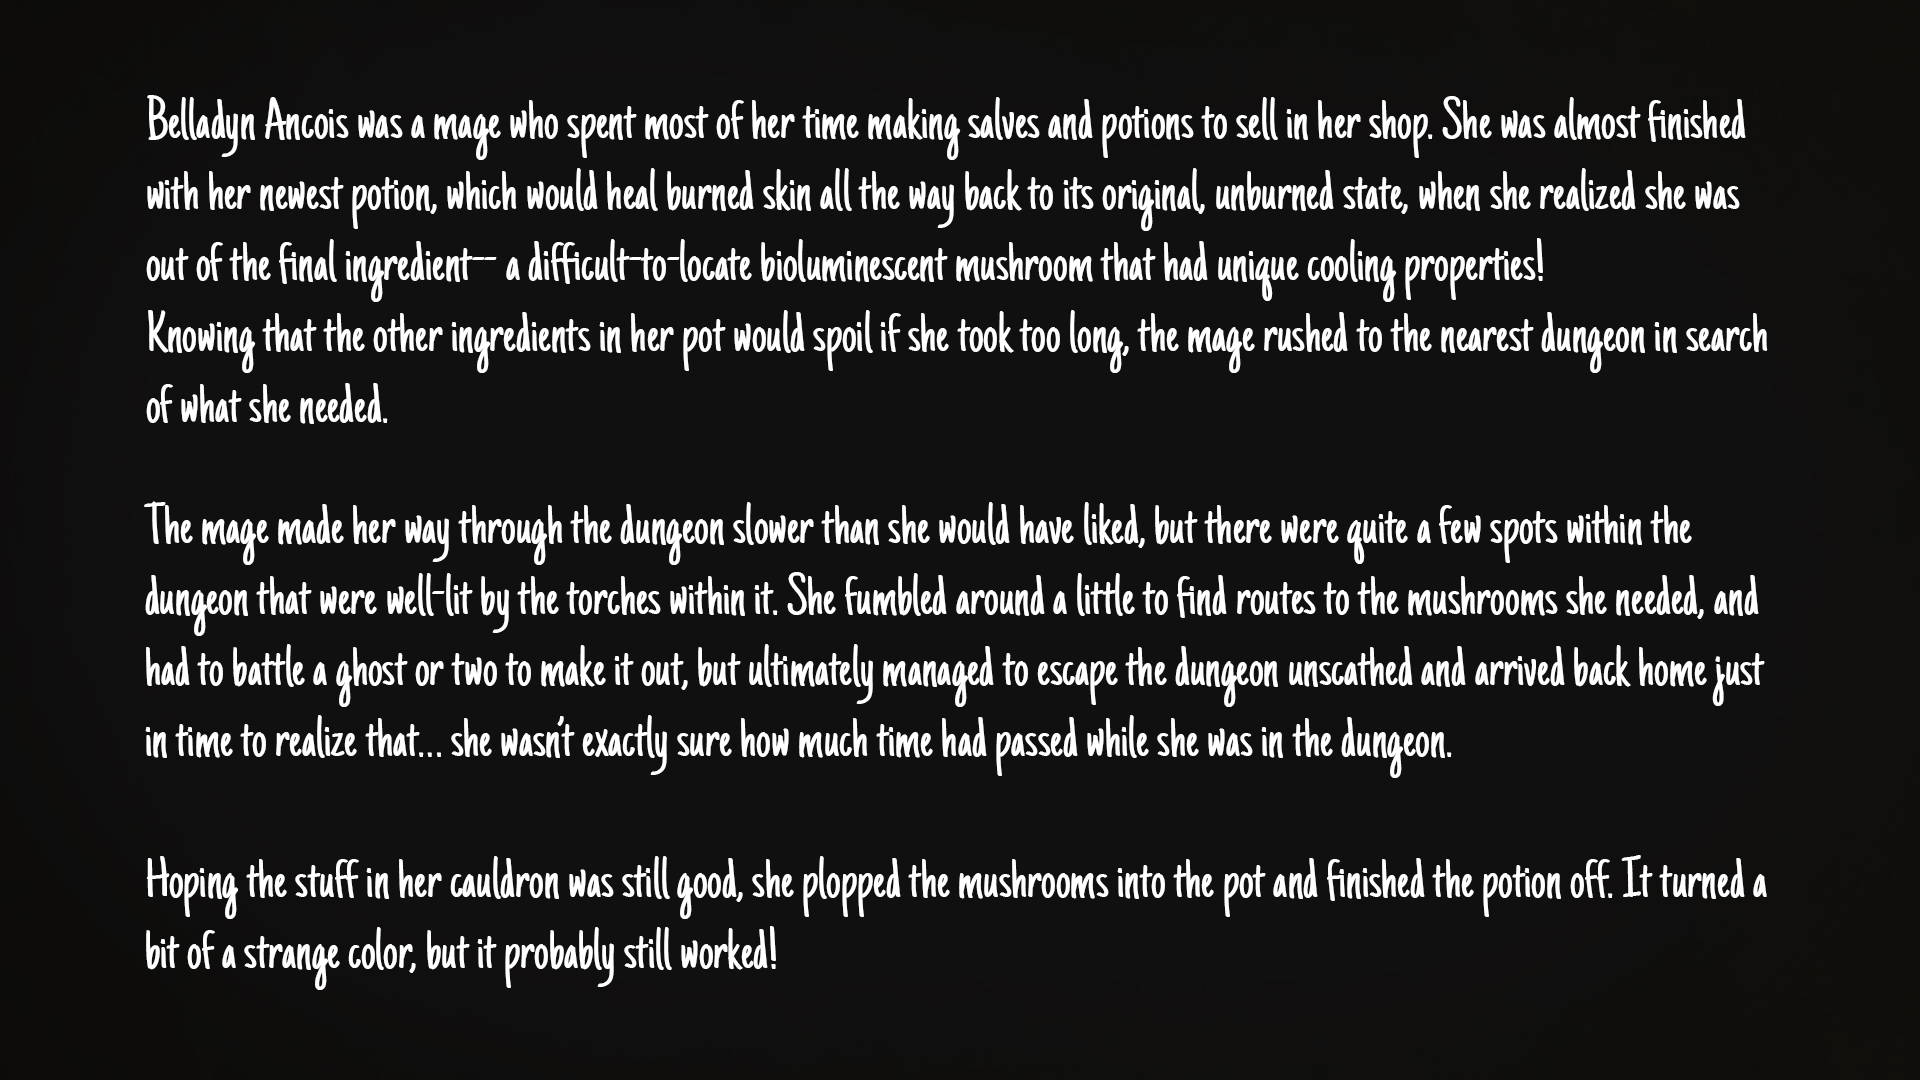 Belladyn Ancois was a mage who spent most of her time making salves and potions to sell in her shop. She was almost finished
with her newest potion, which would heal burned skin all the way back to its original, unburned state, when she realized she was
out of the final ingredient-- a difficult-to-locate bioluminescent mushroom that had unique cooling properties!
Knowing that the other ingredients in her pot would spoil if she took too long, the mage rushed to the nearest dungeon in search
of what she needed.
The mage made her way through the dungeon slower than she would have liked, but there were quite a few spots within the
dungeon that were well-lit by the torches within it. She fumbled around a little to find routes to the mushrooms she needed, and
had to battle a ghost or two to make it out, but ultimately managed to escape the dungeon unscathed and arrived back home just
in time to realize that... she wasn't exactly sure how much time had passed while she was in the dungeon.
Hoping the stuff in her cauldron was still good, she plopped the mushrooms into the pot and finished the potion off. It turned a
bit of a strange color, but it probably still worked!